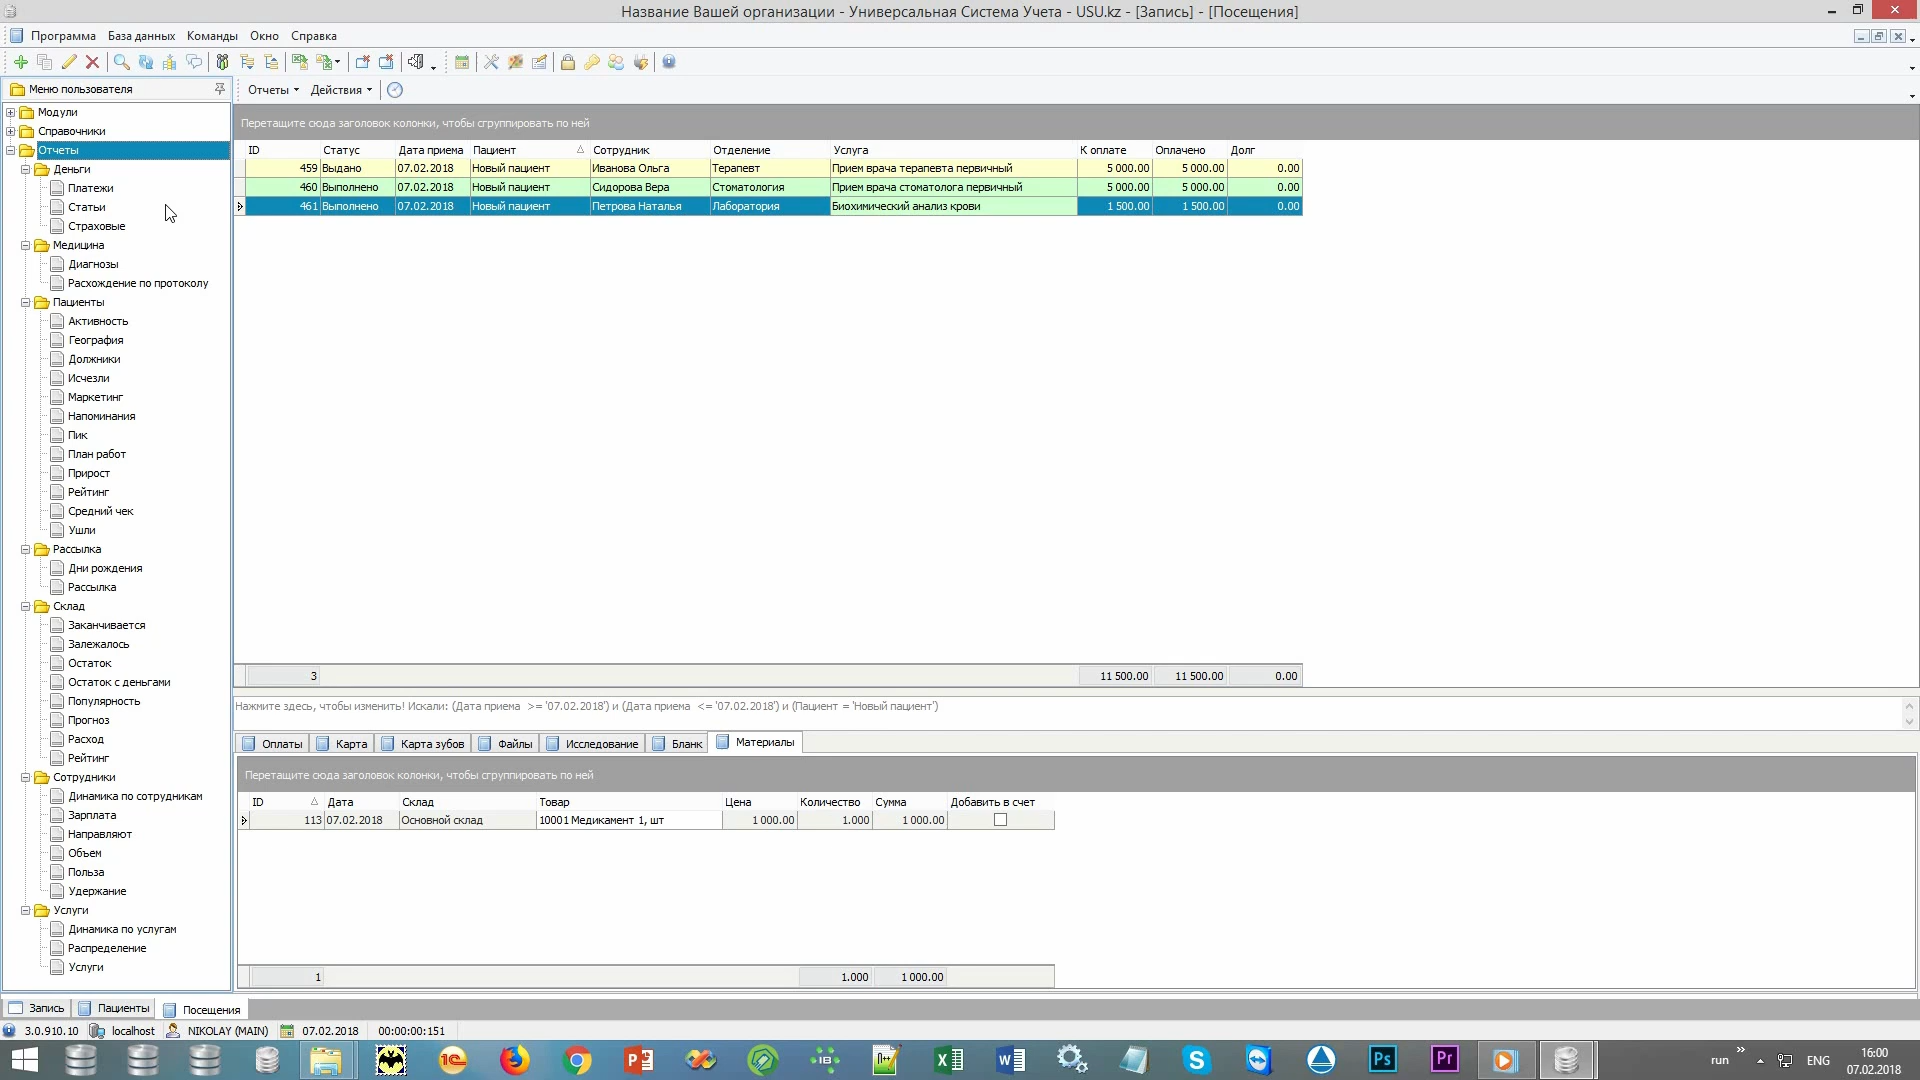 Название Вашей организации - Универсальная Система Учета - USU.kz - [Запись] - [Посещения]
Программа База данных Команды Окно Справка
Меню пользователя
Отчеты Действия
Модули
Справочники
Отчеты
Деньги
Платежи
Статьи
Страховые
Медицина
Диагнозы
Расхождение по протоколу
Пациенты
Активность
География
Должники
Исчезли
Маркетинг
Напоминания
Пик
План работ
Прирост
Рейтинг
Средний чек
Ушли
Рассылка
Дни рождения
Рассылка
Склад
Заканчивается
Залежалось
Остаток
Остаток с деньгами
Популярность
Прогноз
Расход
Рейтинг
Сотрудники
Динамика по сотрудникам
Зарплата
Направляют
Объем
Польза
Удержание
Услуги
Динамика по услугам
Распределение
Услуги
Перетащите сюда заголовок колонки, чтобы сгруппировать по ней
ID Статус Дата приема Пациент Сотрудник Отделение Услуга К оплате Оплачено Долг
459 Выдано 07.02.2018 Новый пациент Иванова Ольга Терапевт Прием врача терапевта первичный 5 000.00 5 000.00 0.00
460 Выполнено 07.02.2018 Новый пациент Сидорова Вера Стоматология Прием врача стоматолога первичный 5 000.00 5 000.00 0.00
461 Выполнено 07.02.2018 Новый пациент Петрова Наталья Лаборатория Биохимический анализ крови 1 500.00 1 500.00 0.00
3 11 500.00 11 500.00 0.00
Нажмите здесь, чтобы изменить! Искали: (Дата приема >= '07.02.2018') и (Дата приема <= '07.02.2018') и (Пациент = 'Новый пациент')
Оплаты Карта Карта зубов Файлы Исследование Бланк Материалы
Перетащите сюда заголовок колонки, чтобы сгруппировать по ней
ID Дата Склад Товар Цена Количество Сумма Добавить в счет
113 07.02.2018 Основной склад 10001 Медикамент 1, шт 1 000.00 1.000 1 000.00
1 1.000 1 000.00
Запись Пациенты Посещения
3.0.910.10 localhost NIKOLAY (MAIN) 07.02.2018 00:00:00:151
run ENG 16:00
07.02.2018